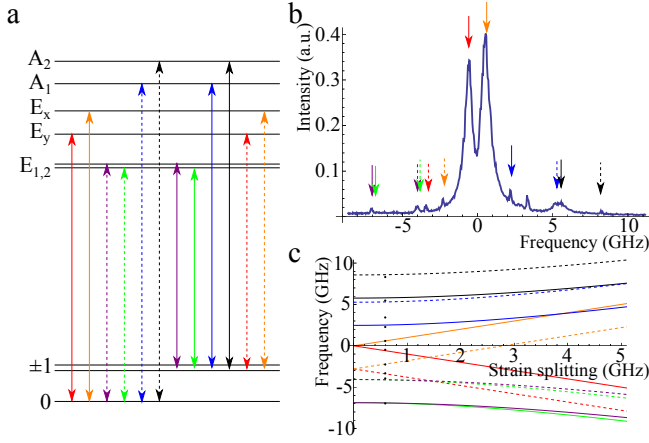 a
A2
A1
Ex
Ey
E1,2
±1
0
b
Intensity (a.u.)
0.4
0.3
0.2
0.1
-5
0
5
10
Frequency (GHz)
c
Frequency (GHz)
10
5
0
-5
-10
1
2
3
4
5
Strain splitting (GHz)